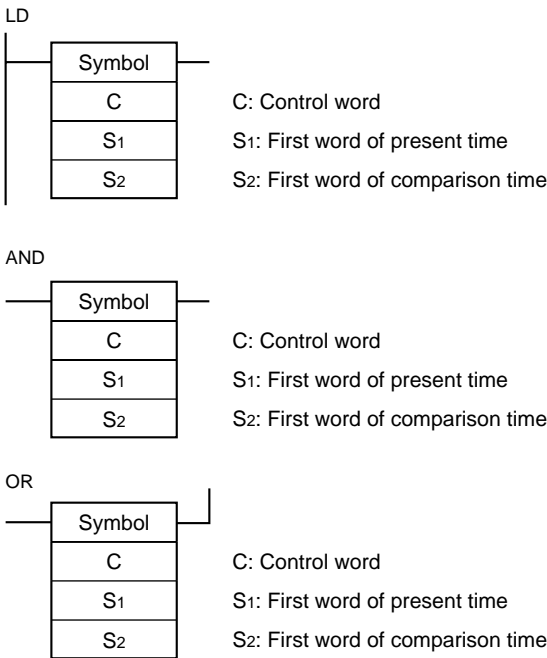 LD
Symbol
C C: Control word
S1 S1: First word of present time
S2 S2: First word of comparison time
AND
Symbol
C C: Control word
S1 S1: First word of present time
S2 S2: First word of comparison time
OR
Symbol
C C: Control word
S1 S1: First word of present time
S2 S2: First word of comparison time